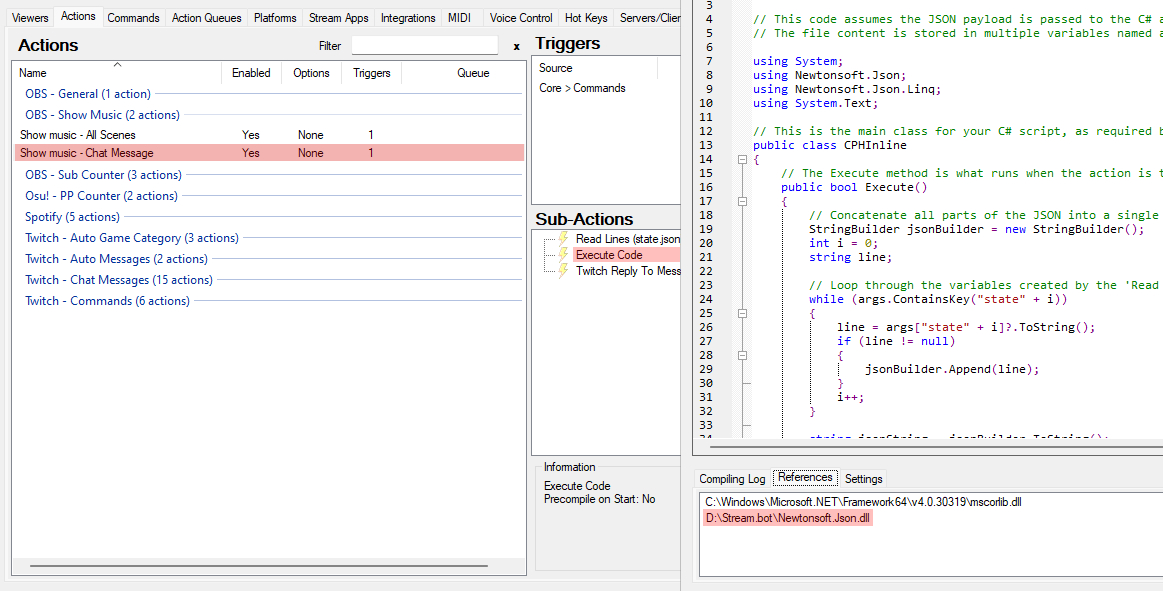 Viewers Actions Commands Action Queues Platforms Stream Apps Integrations MIDI Voice Control Hot Keys Servers/Clien
Actions
Filter
x
Name Enabled Options Triggers Queue
OBS - General (1 action)
OBS - Show Music (2 actions)
Show music - All Scenes Yes None 1
Show music - Chat Message Yes None 1
OBS - Sub Counter (3 actions)
Osu! - PP Counter (2 actions)
Spotify (5 actions)
Twitch - Auto Game Category (3 actions)
Twitch - Auto Messages (2 actions)
Twitch - Chat Messages (15 actions)
Twitch - Commands (6 actions)
Triggers
Source
Core > Commands
Sub-Actions
Read Lines (state.json
Execute Code
Twitch Reply To Mess
Information
Execute Code
Precompile on Start: No
3
4 // This code assumes the JSON payload is passed to the C# a
5 // The file content is stored in multiple variables named a
6
7 using System;
8 using Newtonsoft.Json;
9 using Newtonsoft.Json.Linq;
10 using System.Text;
11
12 // This is the main class for your C# script, as required b
13 public class CPHInline
14 {
15 // The Execute method is what runs when the action is t
16 public bool Execute()
17 {
18 // Concatenate all parts of the JSON into a single
19 StringBuilder jsonBuilder = new StringBuilder();
20 int i = 0;
21 string line;
22
23 // Loop through the variables created by the 'Read
24 while (args.ContainsKey("state" + i))
25 {
26 line = args["state" + i]?.ToString();
27 if (line != null)
28 {
29 jsonBuilder.Append(line);
30 }
31 i++;
32 }
33
34 string jsonString = jsonBuilder.ToString();
Compiling Log References Settings
C:\Windows\Microsoft.NET\Framework64\v4.0.30319\mscorlib.dll
D:\Stream.bot\Newtonsoft.Json.dll